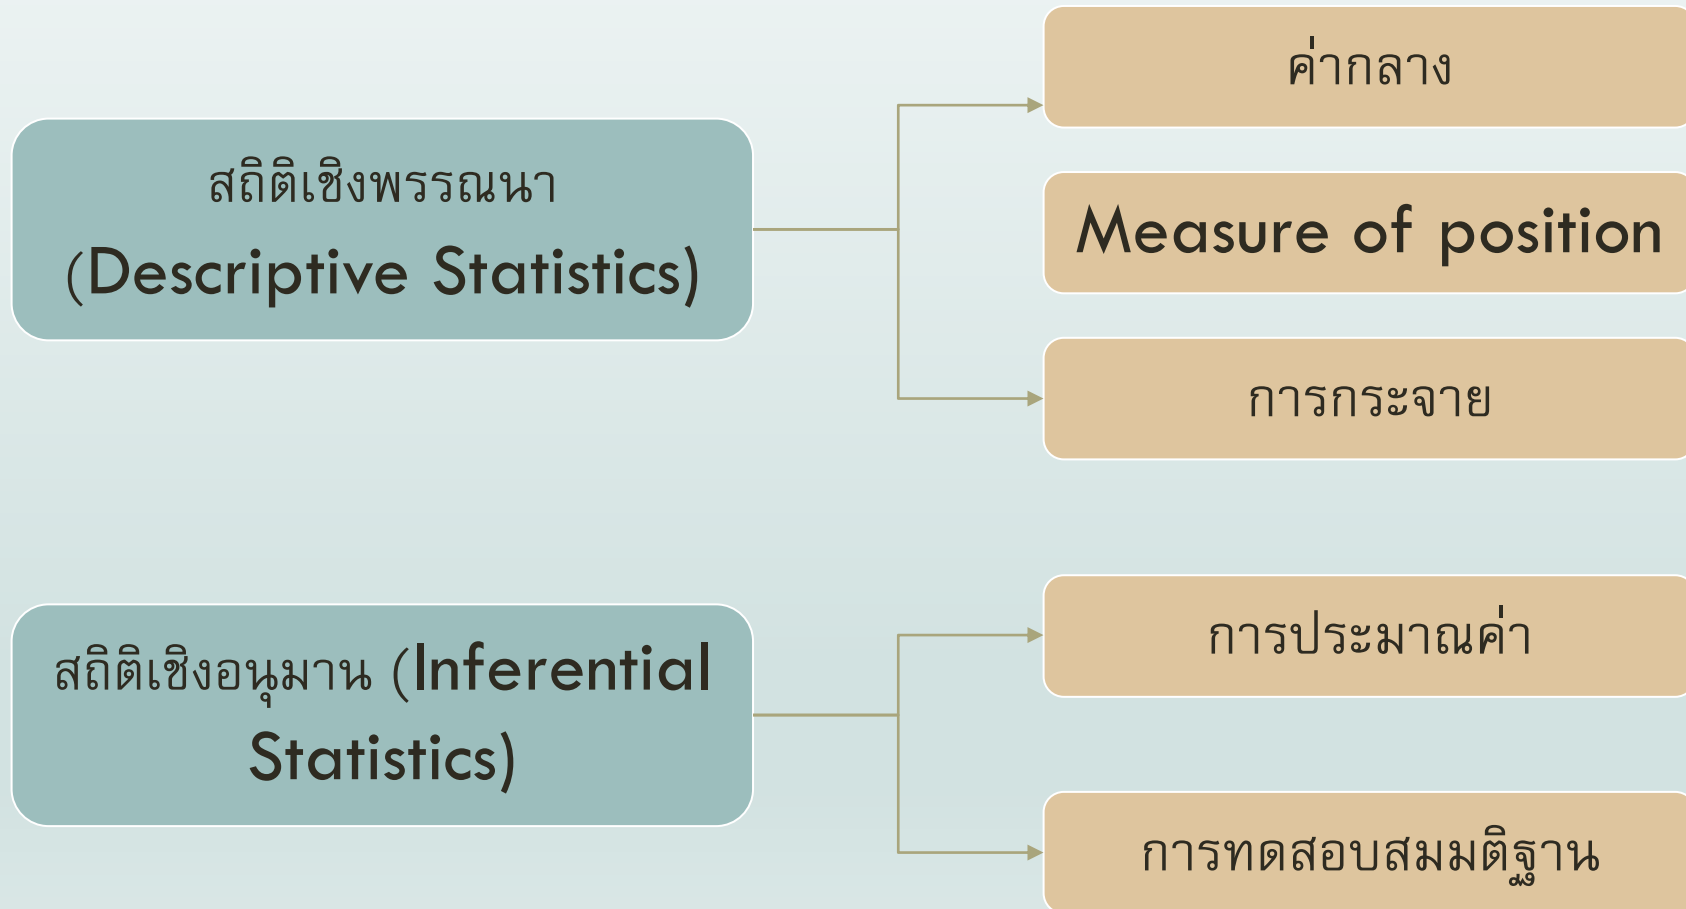 สถิติเชิงพรรณนา
(Descriptive Statistics)
ค่ากลาง
Measure of position
การกระจาย
สถิติเชิงอนุมาน (Inferential
Statistics)
การประมาณค่า
การทดสอบสมมติฐาน